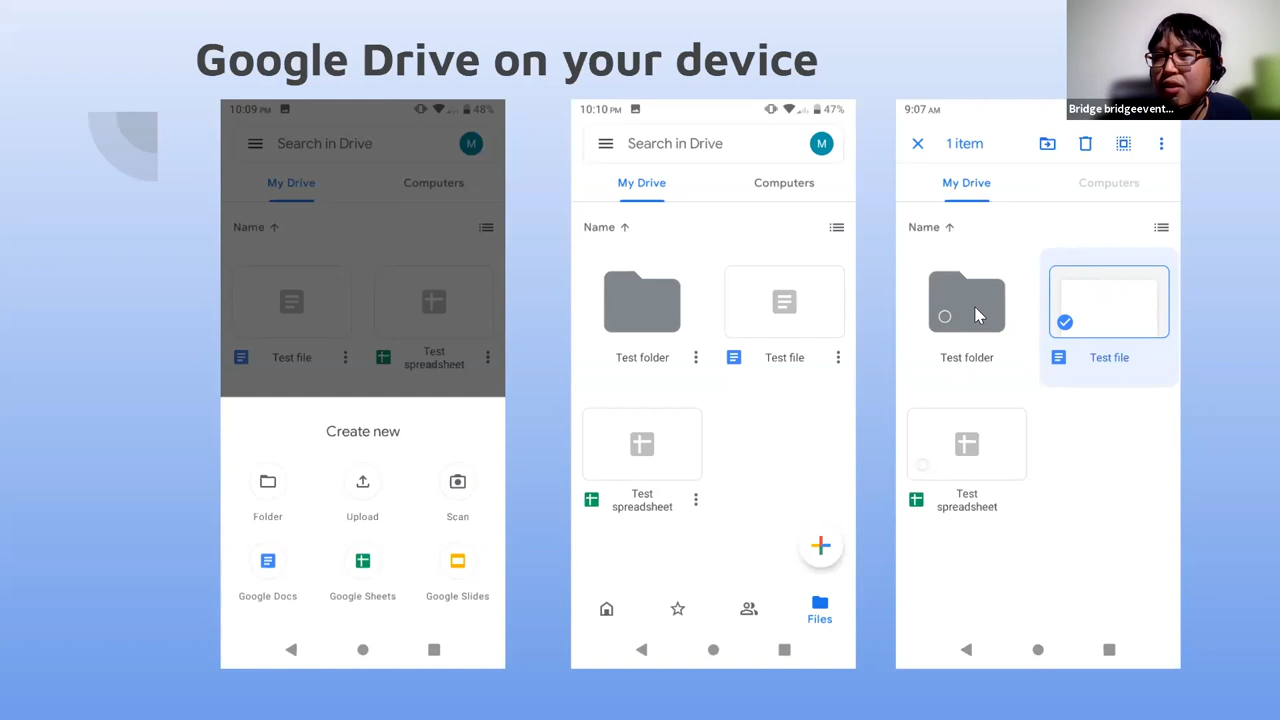 Google Drive on your device
Bridge bridgeevent...
10:09 PM 48%
Search in Drive M
My Drive Computers
Name
Test file Test
spreadsheet
Create new
Folder Upload Scan
Google Docs Google Sheets Google Slides
10:10 PM 47%
Search in Drive M
My Drive Computers
Name
Test folder Test file
Test
spreadsheet
Files
9:07 AM
1 item
My Drive Computers
Name
Test folder Test file
Test
spreadsheet